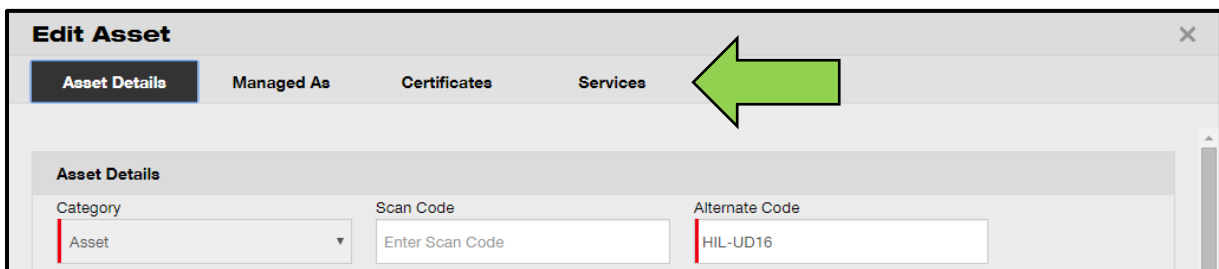 Edit Asset
Asset Details Managed As Certificates Services
Asset Details
Category Scan Code Alternate Code
Asset Enter Scan Code HIL-UD16